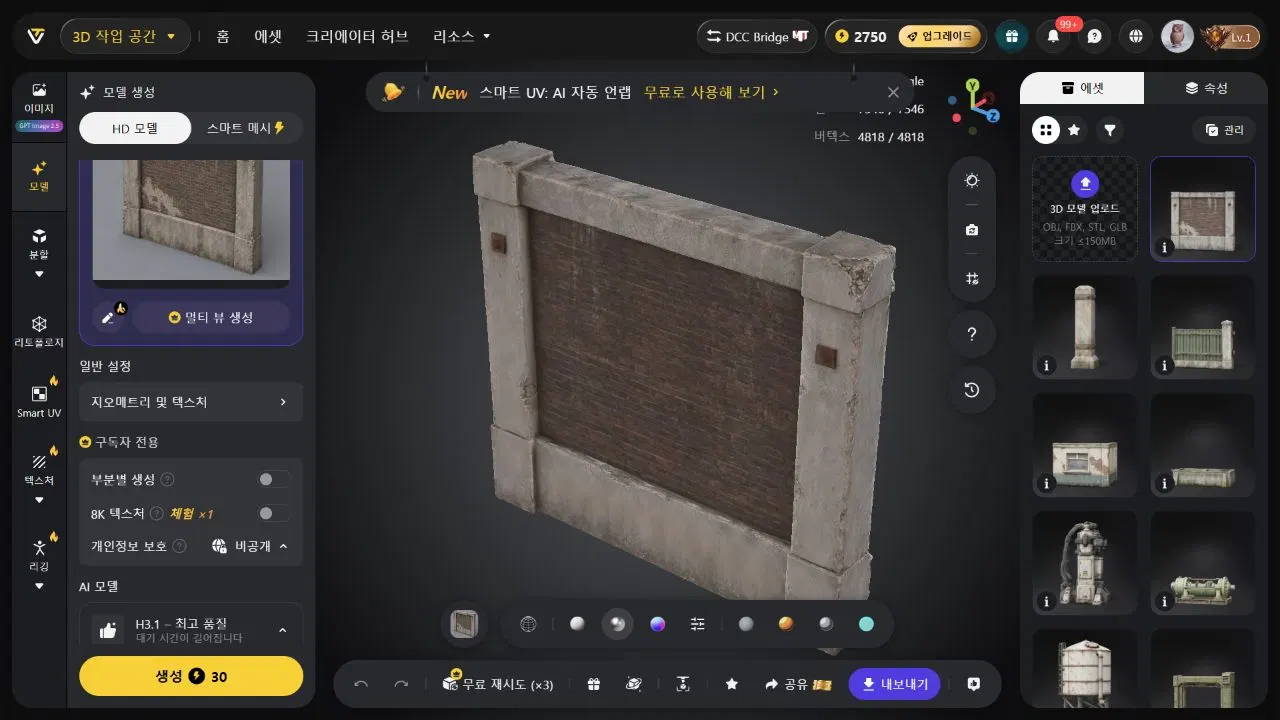 3D 작업 공간
홈
에셋
크리에이터 허브
리소스
DCC Bridge
2750
업그레이드
99+
Lv.1
이미지
GPT Image 2.5
모델
분할
리토폴로지
Smart UV
텍스처
리깅
모델 생성
HD 모델
스마트 메시
멀티 뷰 생성
일반 설정
지오메트리 및 텍스처
구독자 전용
부분별 생성
8K 텍스처 체험 ×1
개인정보 보호
비공개
AI 모델
H3.1 – 최고 품질
대기 시간이 길어집니다
생성 30
New 스마트 UV: AI 자동 언랩 무료로 사용해 보기
버텍스 4818 / 4818
Y
X
Z
무료 재시도 (×3)
공유
내보내기
에셋
속성
관리
3D 모델 업로드
OBJ, FBX, STL, GLB
크기 ≤150MB